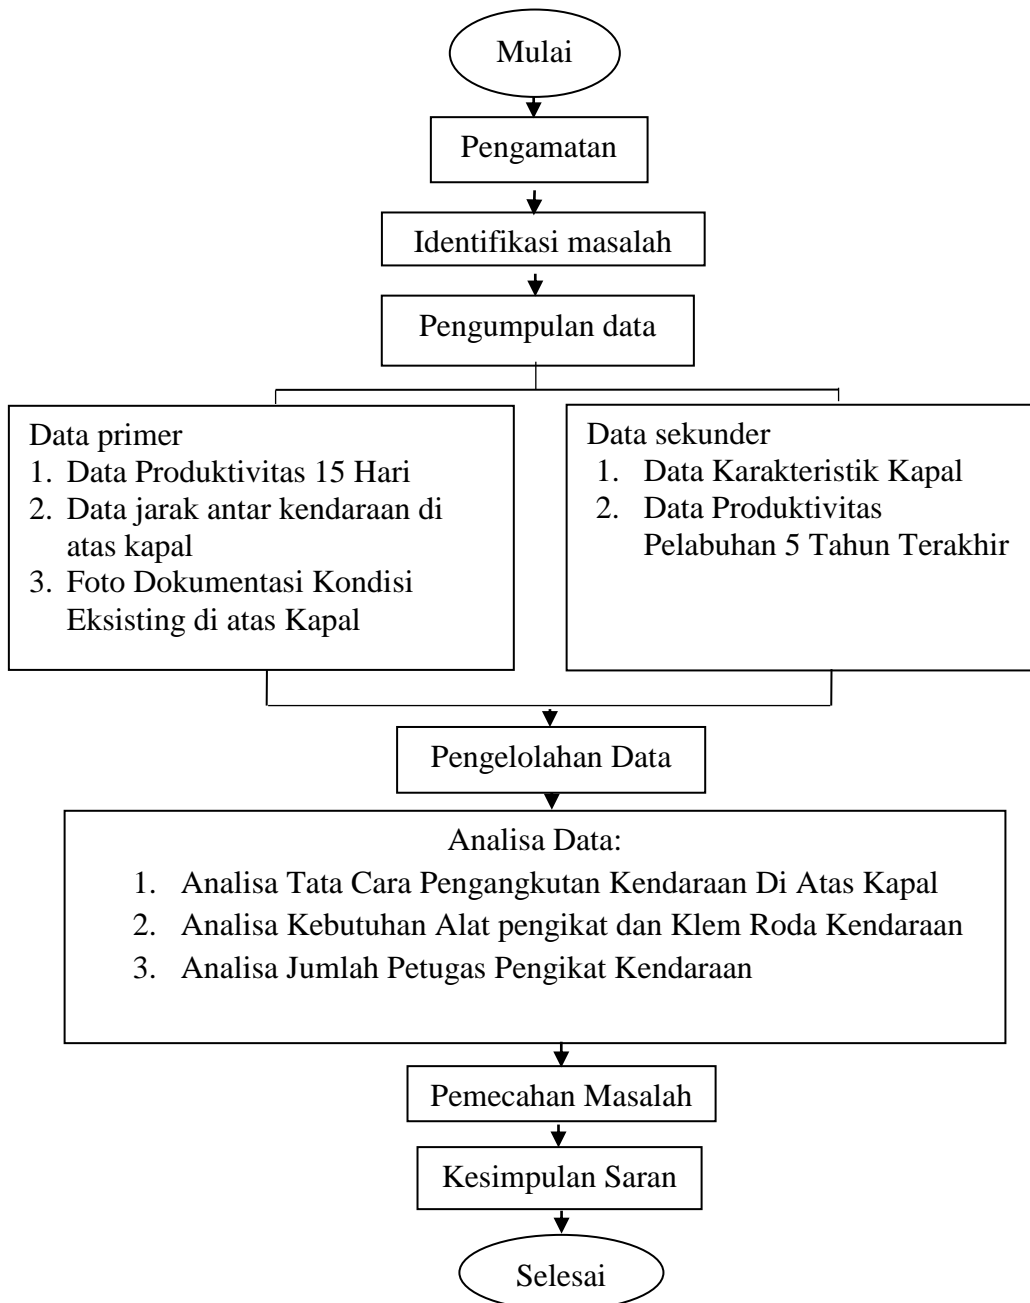 Mulai
Pengamatan
Identifikasi masalah
Pengumpulan data
Data primer
1. Data Produktivitas 15 Hari
2. Data jarak antar kendaraan di
atas kapal
3. Foto Dokumentasi Kondisi
Eksisting di atas Kapal
Data sekunder
1. Data Karakteristik Kapal
2. Data Produktivitas
Pelabuhan 5 Tahun Terakhir
Pengelolahan Data
Analisa Data:
1. Analisa Tata Cara Pengangkutan Kendaraan Di Atas Kapal
2. Analisa Kebutuhan Alat pengikat dan Klem Roda Kendaraan
3. Analisa Jumlah Petugas Pengikat Kendaraan
Pemecahan Masalah
Kesimpulan Saran
Selesai